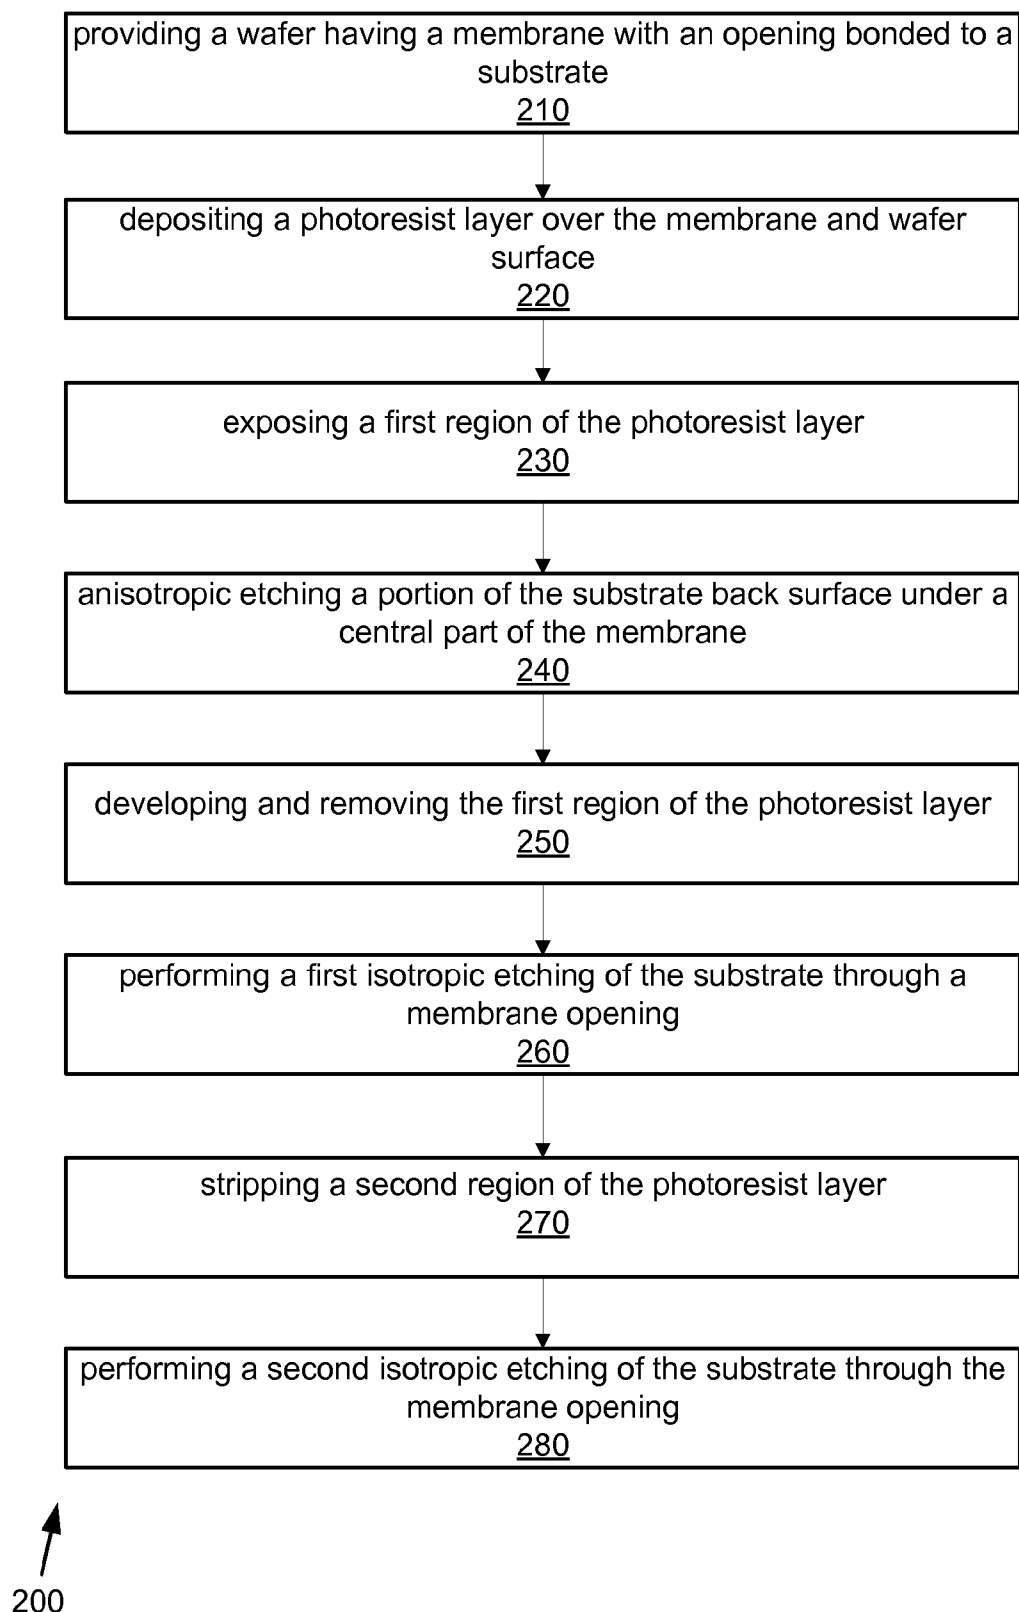 providing a wafer having a membrane with an opening bonded to a
substrate
210
depositing a photoresist layer over the membrane and wafer
surface
220
exposing a first region of the photoresist layer
230
anisotropic etching a portion of the substrate back surface under a
central part of the membrane
240
developing and removing the first region of the photoresist layer
250
performing a first isotropic etching of the substrate through a
membrane opening
260
stripping a second region of the photoresist layer
270
performing a second isotropic etching of the substrate through the
membrane opening
280
200